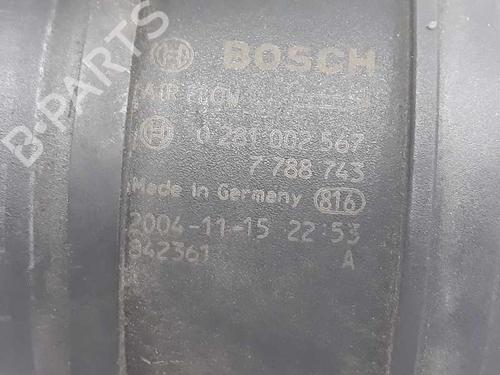 BOSCH
AIR FLOW
0 281 002 567
7 788 743
Made in Germany 816
2004-11-15 22:53
842361 A